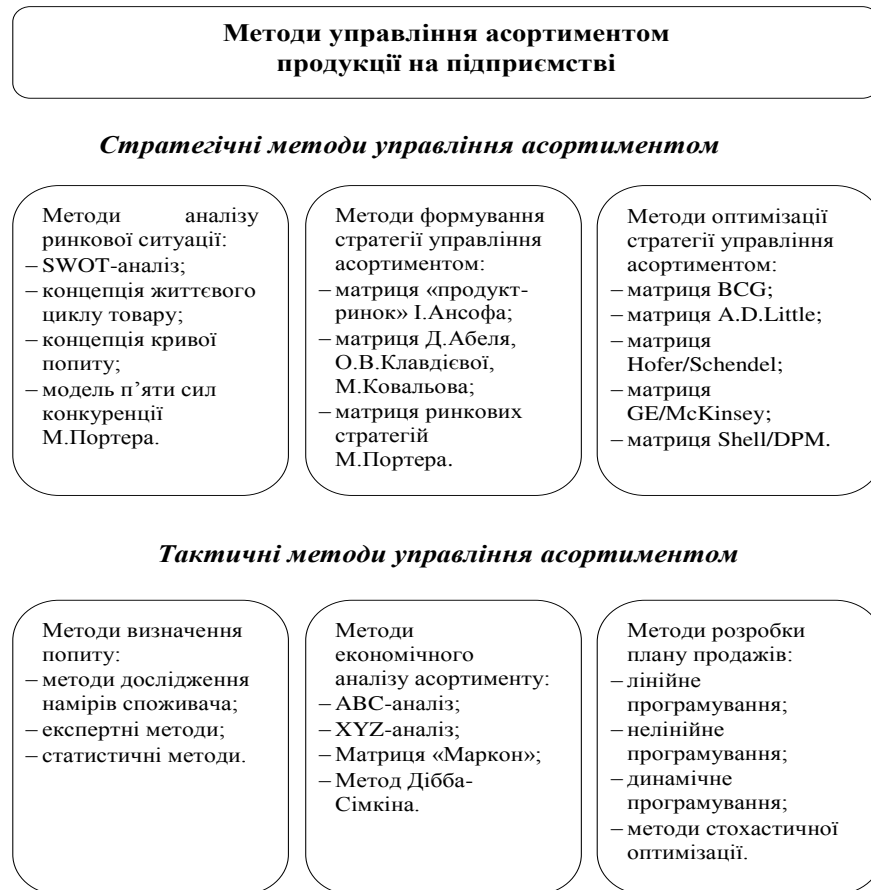 Методи управління асортиментом
продукції на підприємстві
Стратегічні методи управління асортиментом
Методи аналізу
ринкової ситуації:
– SWOT-аналіз;
– концепція життєвого
циклу товару;
– концепція кривої
попиту;
– модель п’яти сил
конкуренції
М.Портера.
Методи формування
стратегії управління
асортиментом:
– матриця «продукт-
ринок» І.Ансофа;
– матриця Д.Абеля,
О.В.Клавдієвої,
М.Ковальова;
– матриця ринкових
стратегій
М.Портера.
Методи оптимізації
стратегії управління
асортиментом:
– матриця BCG;
– матриця A.D.Little;
– матриця
Hofer/Schendel;
– матриця
GE/McKinsey;
– матриця Shell/DPM.
Тактичні методи управління асортиментом
Методи визначення
попиту:
– методи дослідження
намірів споживача;
– експертні методи;
– статистичні методи.
Методи
економічного
аналізу асортименту:
– ABC-аналіз;
– XYZ-аналіз;
– Матриця «Маркон»;
– Метод Дібба-
Сімкіна.
Методи розробки
плану продажів:
– лінійне
програмування;
– нелінійне
програмування;
– динамічне
програмування;
– методи стохастичної
оптимізації.